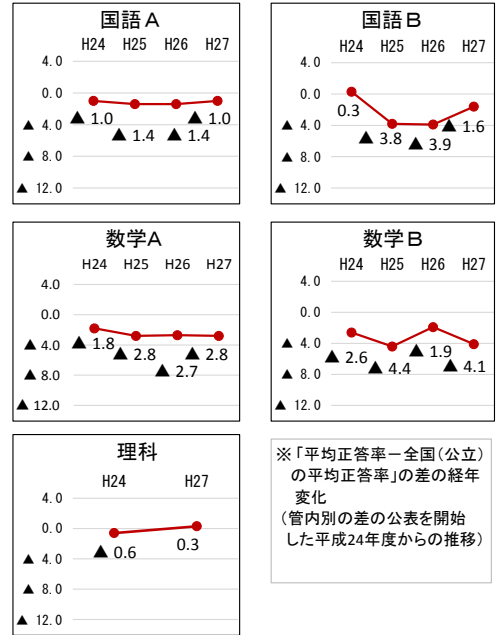 国語A
H24 H25 H26 H27
4.0
0.0
▲ 4.0
▲ 8.0
▲ 12.0
▲ 1.0
▲ 1.4
▲ 1.4
▲ 1.0
国語B
H24 H25 H26 H27
4.0
0.0
▲ 4.0
▲ 8.0
▲ 12.0
0.3
▲ 3.8
▲ 3.9
▲ 1.6
数学A
H24 H25 H26 H27
4.0
0.0
▲ 4.0
▲ 8.0
▲ 12.0
▲ 1.8
▲ 2.8
▲ 2.7
▲ 2.8
数学B
H24 H25 H26 H27
4.0
0.0
▲ 4.0
▲ 8.0
▲ 12.0
▲ 2.6
▲ 4.4
▲ 1.9
▲ 4.1
理科
H24 H27
4.0
0.0
▲ 4.0
▲ 8.0
▲ 12.0
▲ 0.6
0.3
※「平均正答率－全国(公立)
の平均正答率」の差の経年
変化
(管内別の差の公表を開始
した平成24年度からの推移)